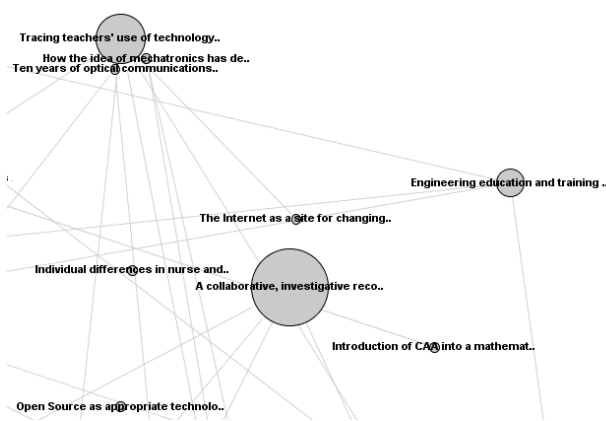 Tracing teachers' use of technology..
How the idea of mechatronics has de..
Ten years of optical communications..
Engineering education and training ..
The Internet as a site for changing..
Individual differences in nurse and..
A collaborative, investigative reco..
Introduction of CAA into a mathemat..
Open Source as appropriate technolo..